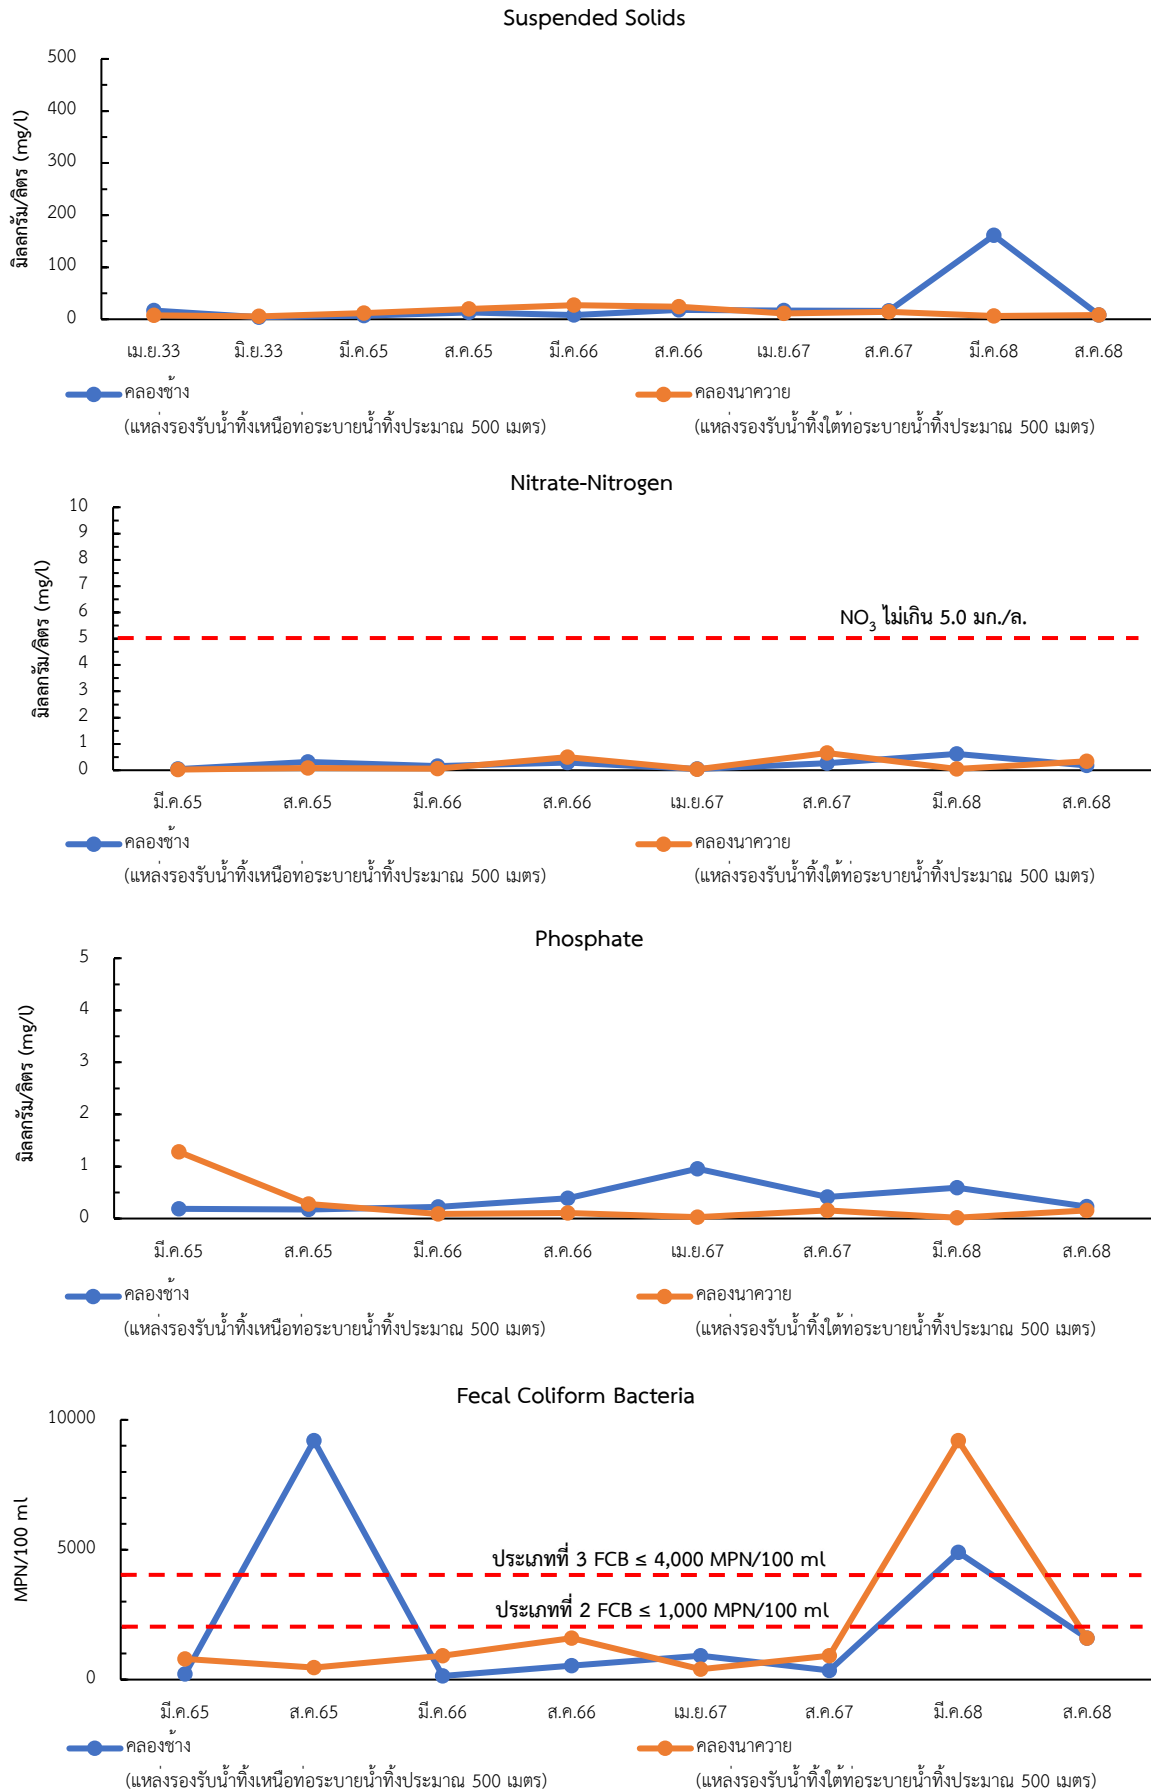 Suspended Solids
มิลลกรัม/ลิตร (mg/l)
500
400
300
200
100
0
เม.ย.33 มิ.ย.33 มี.ค.65 ส.ค.65 มี.ค.66 ส.ค.66 เม.ย.67 ส.ค.67 มี.ค.68 ส.ค.68
คลองช้าง คลองนาควาย
(แหล่งรองรับน้ำทิ้งเหนือท่อระบายน้ำทิ้งประมาณ 500 เมตร) (แหล่งรองรับน้ำทิ้งใต้ท่อระบายน้ำทิ้งประมาณ 500 เมตร)
Nitrate-Nitrogen
มิลลกรัม/ลิตร (mg/l)
10
9
8
7
6
NO₃ ไม่เกิน 5.0 มก./ล.
5
4
3
2
1
0
มี.ค.65 ส.ค.65 มี.ค.66 ส.ค.66 เม.ย.67 ส.ค.67 มี.ค.68 ส.ค.68
คลองช้าง คลองนาควาย
(แหล่งรองรับน้ำทิ้งเหนือท่อระบายน้ำทิ้งประมาณ 500 เมตร) (แหล่งรองรับน้ำทิ้งใต้ท่อระบายน้ำทิ้งประมาณ 500 เมตร)
Phosphate
มิลลกรัม/ลิตร (mg/l)
5
4
3
2
1
0
มี.ค.65 ส.ค.65 มี.ค.66 ส.ค.66 เม.ย.67 ส.ค.67 มี.ค.68 ส.ค.68
คลองช้าง คลองนาควาย
(แหล่งรองรับน้ำทิ้งเหนือท่อระบายน้ำทิ้งประมาณ 500 เมตร) (แหล่งรองรับน้ำทิ้งใต้ท่อระบายน้ำทิ้งประมาณ 500 เมตร)
Fecal Coliform Bacteria
MPN/100 ml
10000
5000
ประเภทที่ 3 FCB ≤ 4,000 MPN/100 ml
ประเภทที่ 2 FCB ≤ 1,000 MPN/100 ml
0
มี.ค.65 ส.ค.65 มี.ค.66 ส.ค.66 เม.ย.67 ส.ค.67 มี.ค.68 ส.ค.68
คลองช้าง คลองนาควาย
(แหล่งรองรับน้ำทิ้งเหนือท่อระบายน้ำทิ้งประมาณ 500 เมตร) (แหล่งรองรับน้ำทิ้งใต้ท่อระบายน้ำทิ้งประมาณ 500 เมตร)